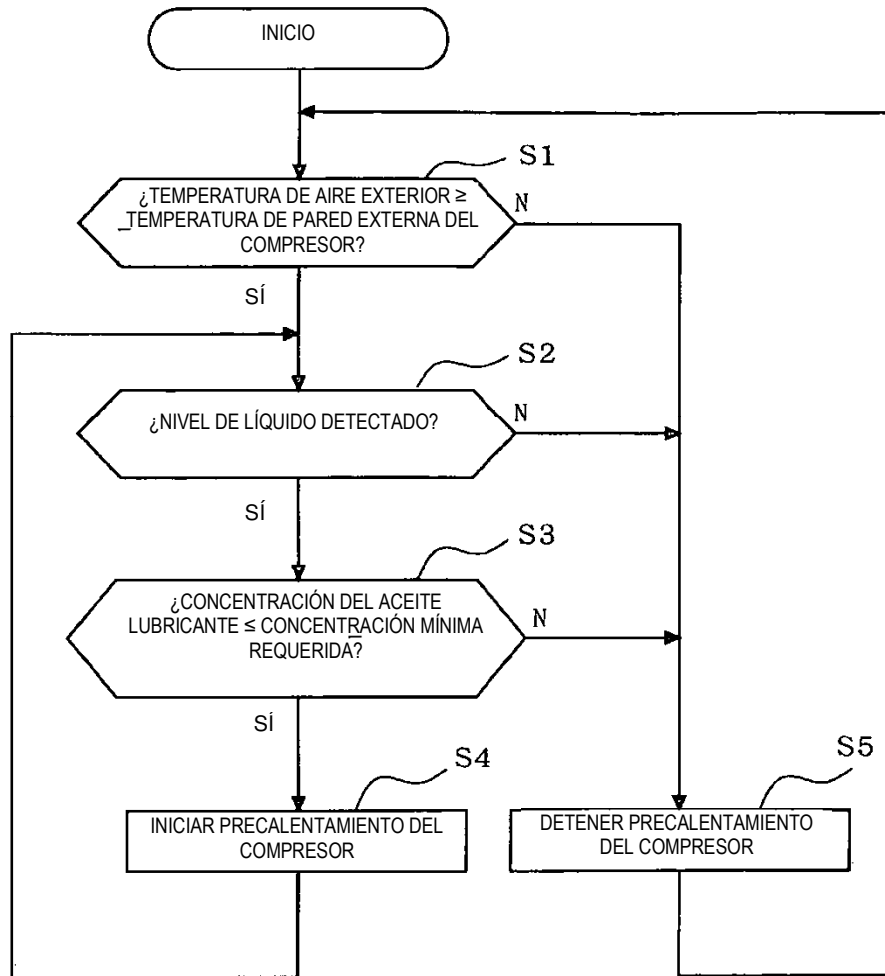 INICIO
S1
¿TEMPERATURA DE AIRE EXTERIOR ≥
TEMPERATURA DE PARED EXTERNA DEL
COMPRESOR?
N
SÍ
S2
¿NIVEL DE LÍQUIDO DETECTADO?
N
SÍ
S3
¿CONCENTRACIÓN DEL ACEITE
LUBRICANTE ≤ CONCENTRACIÓN MÍNIMA
REQUERIDA?
N
SÍ
S4
INICIAR PRECALENTAMIENTO DEL
COMPRESOR
S5
DETENER PRECALENTAMIENTO
DEL COMPRESOR